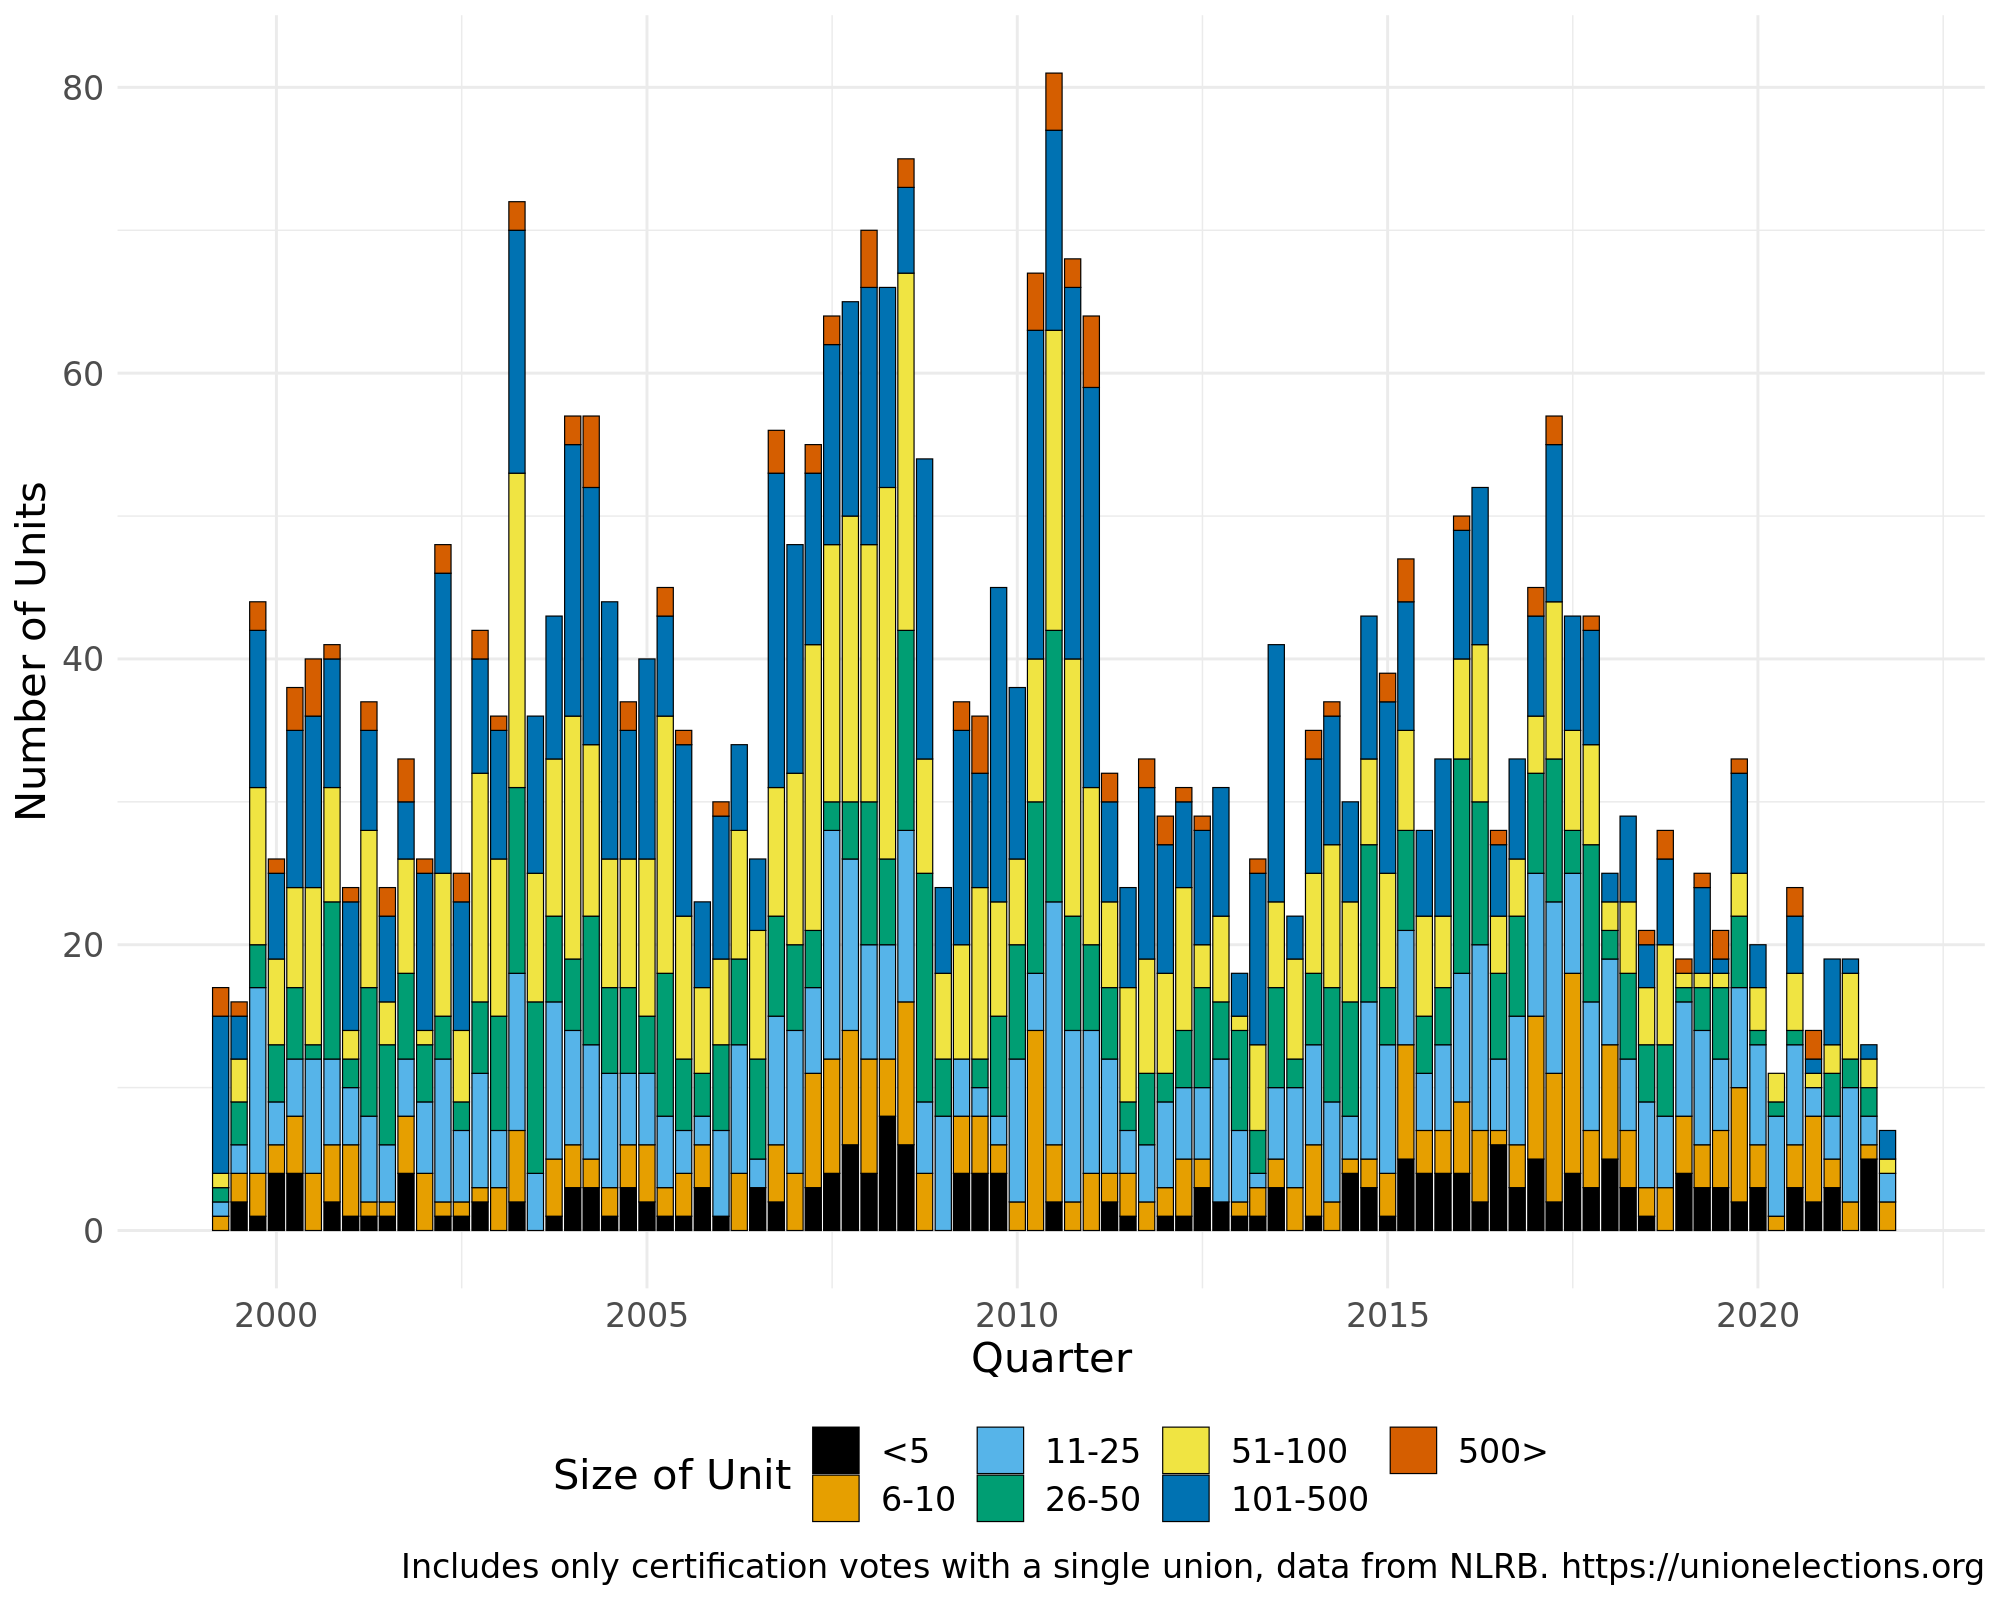 80
60
40
20
0
Number of Units
2000 2005 2010 2015 2020
Quarter
Size of Unit
<5 11-25 51-100 500>
6-10 26-50 101-500
Includes only certification votes with a single union, data from NLRB. https://unionelections.org